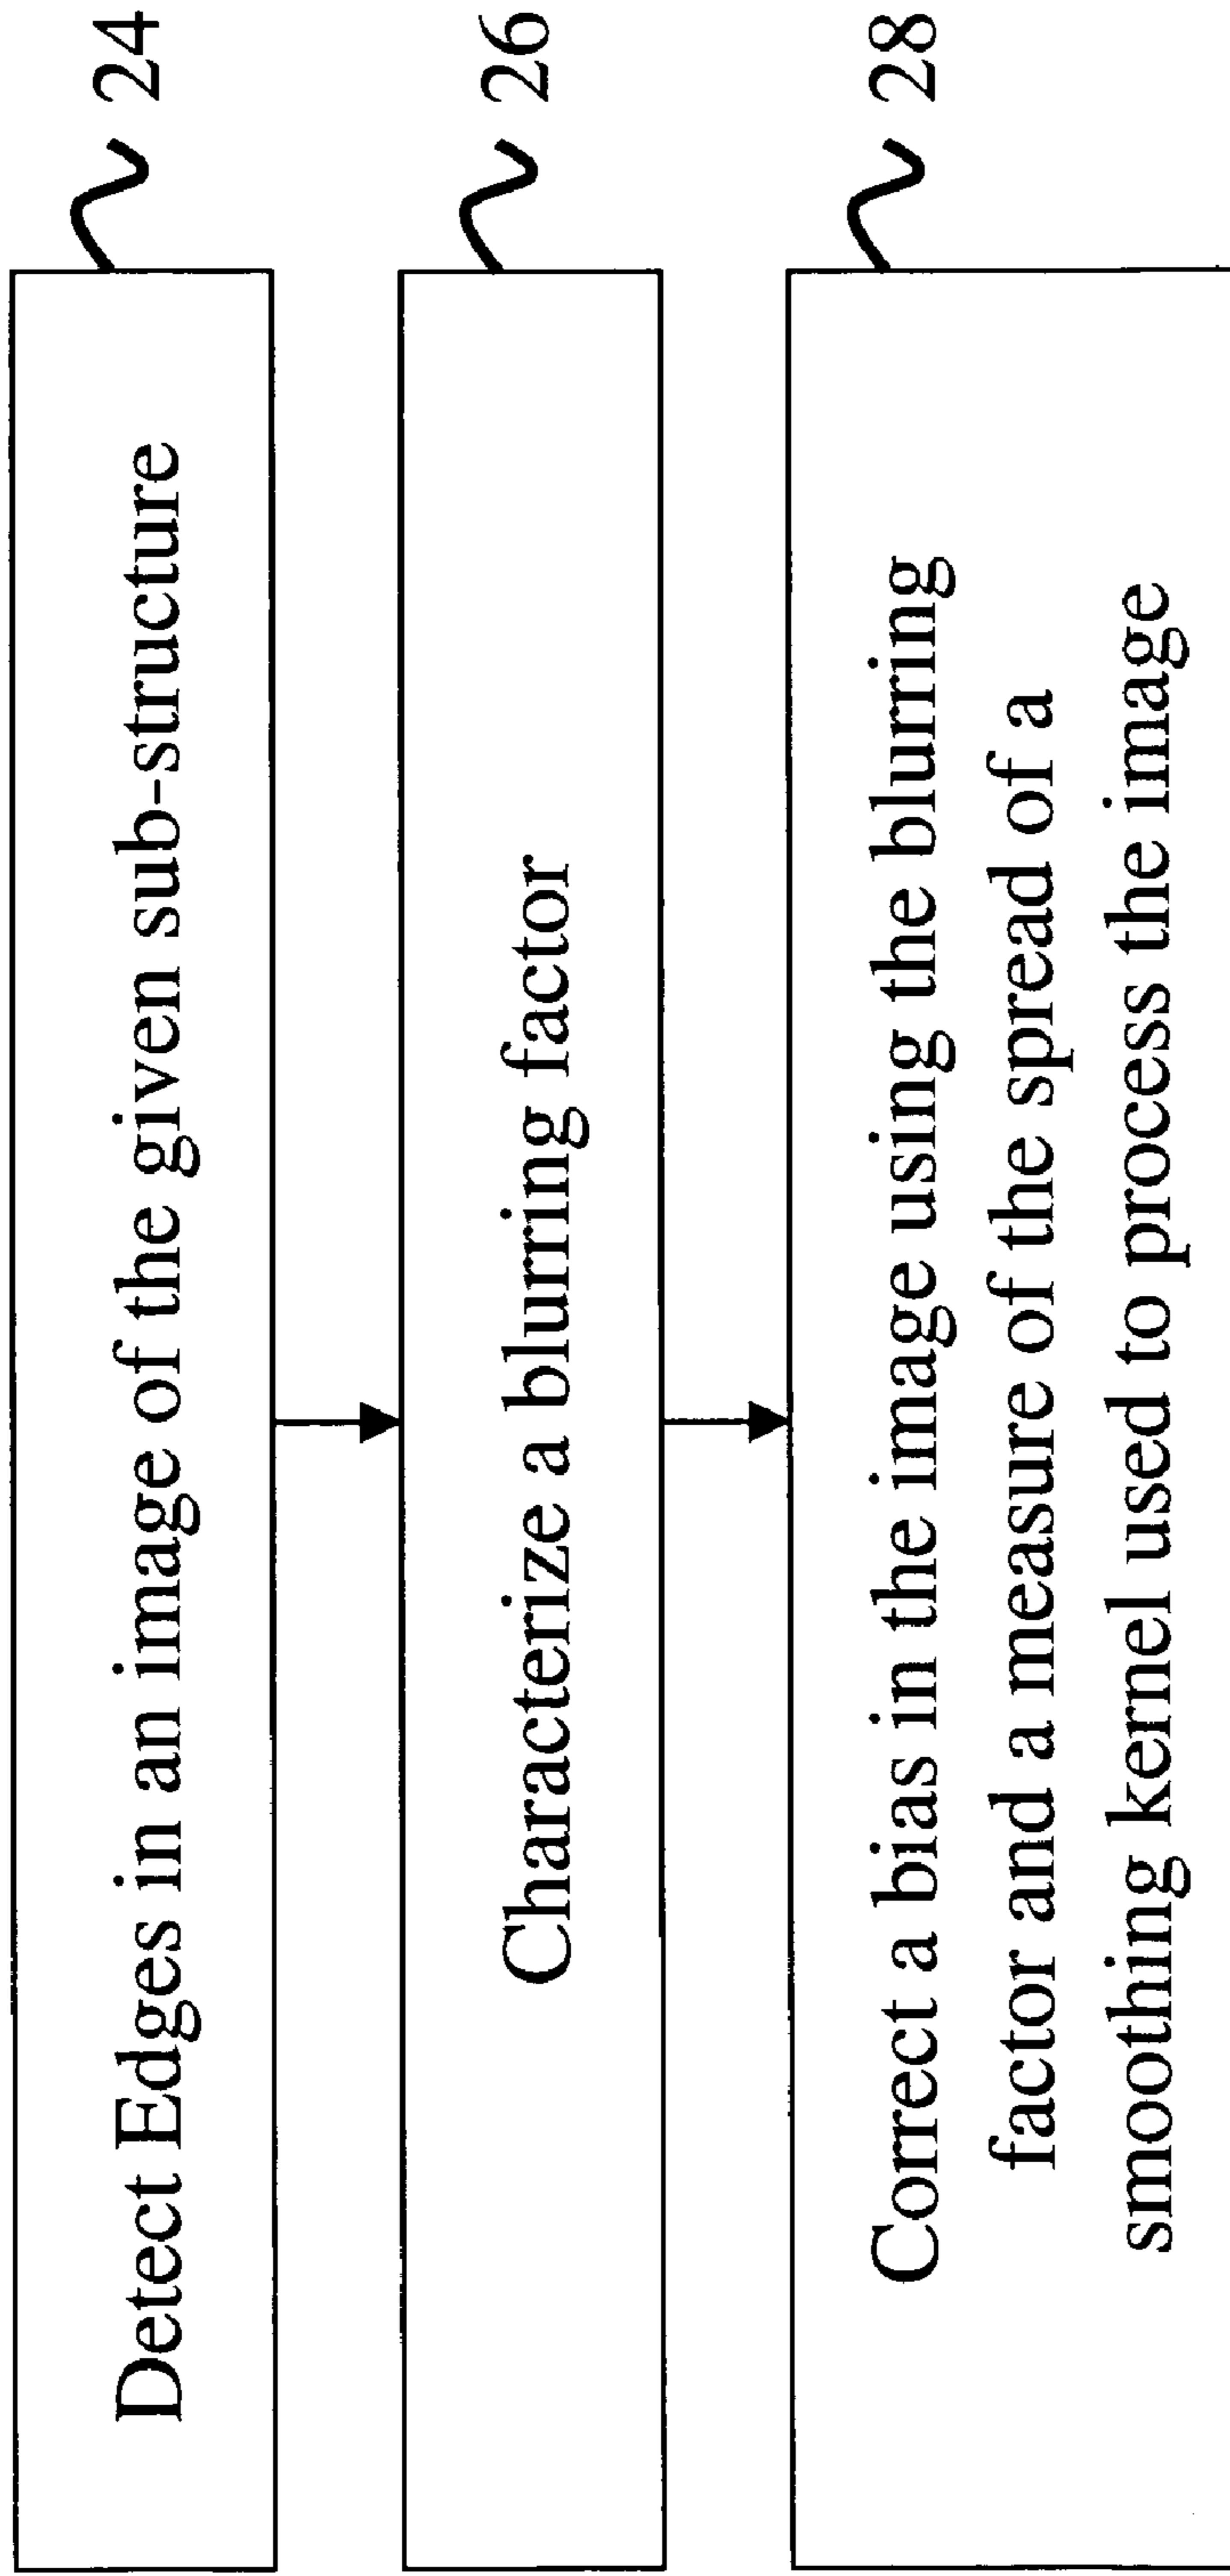 Detect Edges in an image of the given sub-structure
24
Characterize a blurring factor
26
Correct a bias in the image using the blurring
factor and a measure of the spread of a
smoothing kernel used to process the image
28